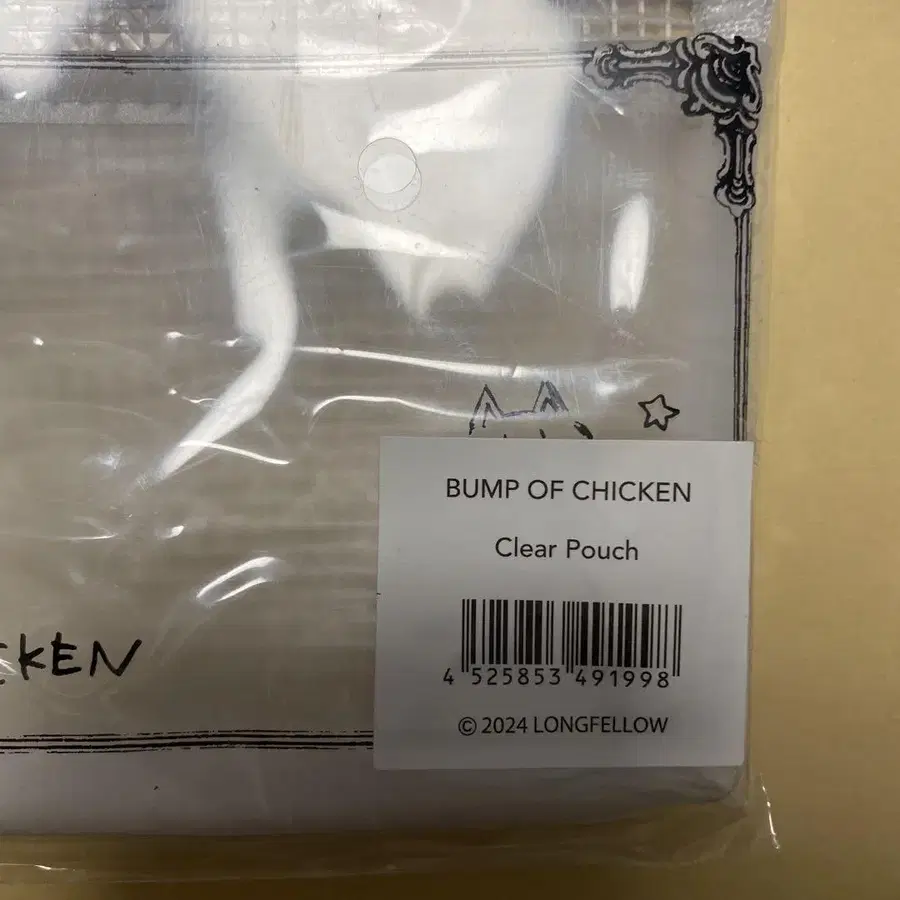 BUMP OF CHICKEN
Clear Pouch
4 525853 491998
© 2024 LONGFELLOW
CKEN